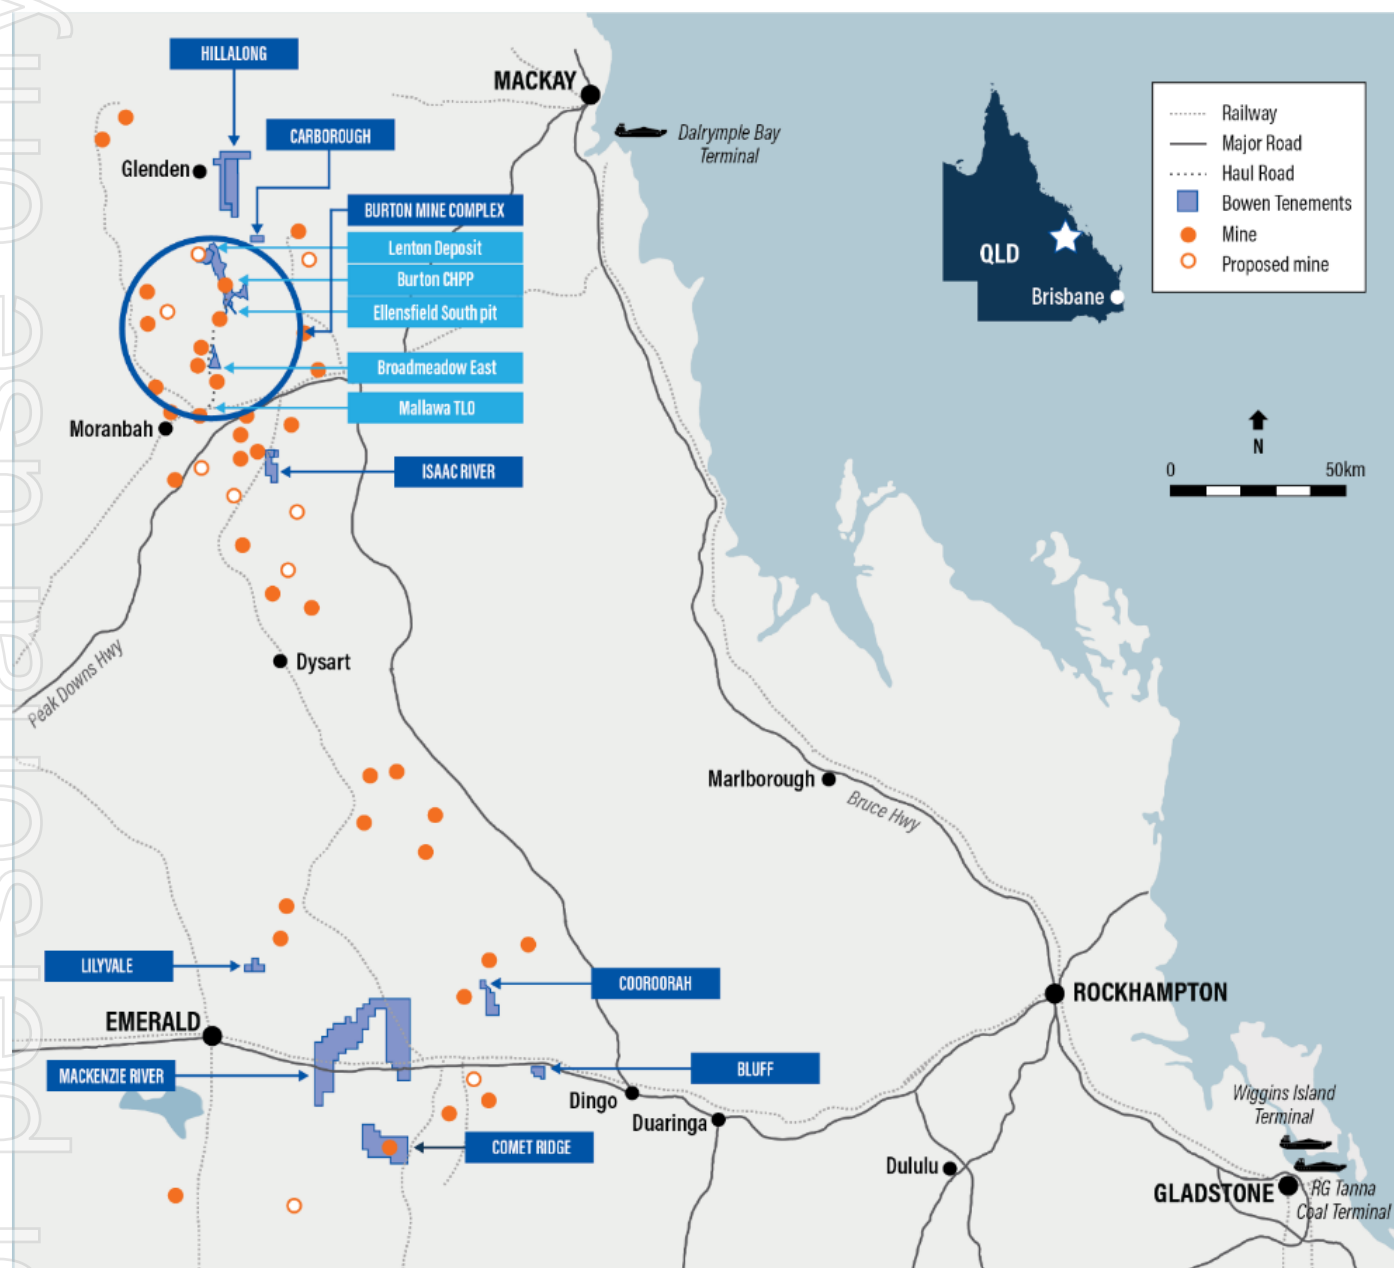 HILLALONG
MACKAY
CARBOROUGH
Dalrymple Bay
Terminal
Glenden
BURTON MINE COMPLEX
Lenton Deposit
Burton CHPP
Ellensfield South pit
Broadmeadow East
Mallawa TLO
Moranbah
ISAAC RIVER
QLD
Brisbane
Railway
Major Road
Haul Road
Bowen Tenements
Mine
Proposed mine
N
0 50km
Peak Downs Hwy
Dysart
Marlborough
Bruce Hwy
LILYVALE
COOROORAH
ROCKHAMPTON
EMERALD
MACKENZIE RIVER
BLUFF
Dingo
Duaringa
COMET RIDGE
Dululu
Wiggins Island
Terminal
GLADSTONE
RG Tanna
Coal Terminal
personal use only